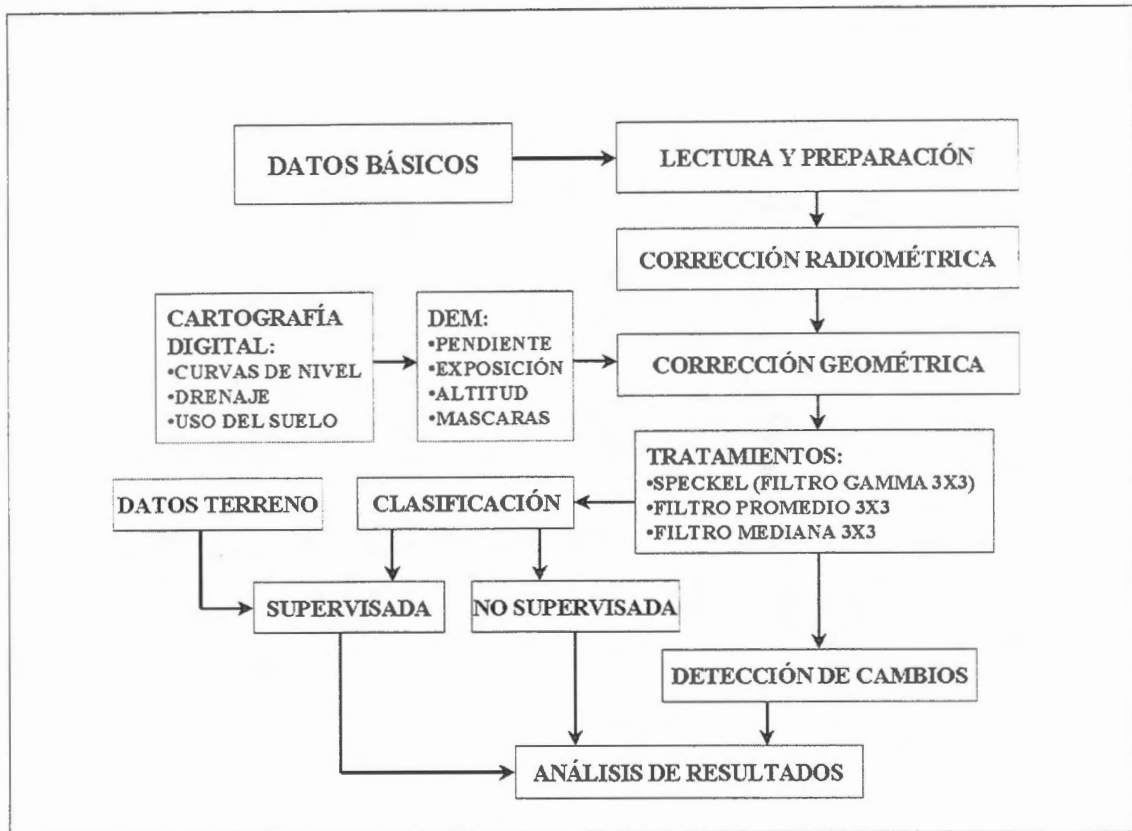 DATOS BÁSICOS
LECTURA Y PREPARACIÓN
CORRECCIÓN RADIOMÉTRICA
CARTOGRAFÍA
DIGITAL:
•CURVAS DE NIVEL
•DRENAJE
•USO DEL SUELO
DEM:
•PENDIENTE
•EXPOSICIÓN
•ALTITUD
•MASCARAS
CORRECCIÓN GEOMÉTRICA
TRATAMIENTOS:
•SPECKEL (FILTRO GAMMA 3X3)
•FILTRO PROMEDIO 3X3
•FILTRO MEDIANA 3X3
DATOS TERRENO
CLASIFICACIÓN
SUPERVISADA
NO SUPERVISADA
DETECCIÓN DE CAMBIOS
ANÁLISIS DE RESULTADOS